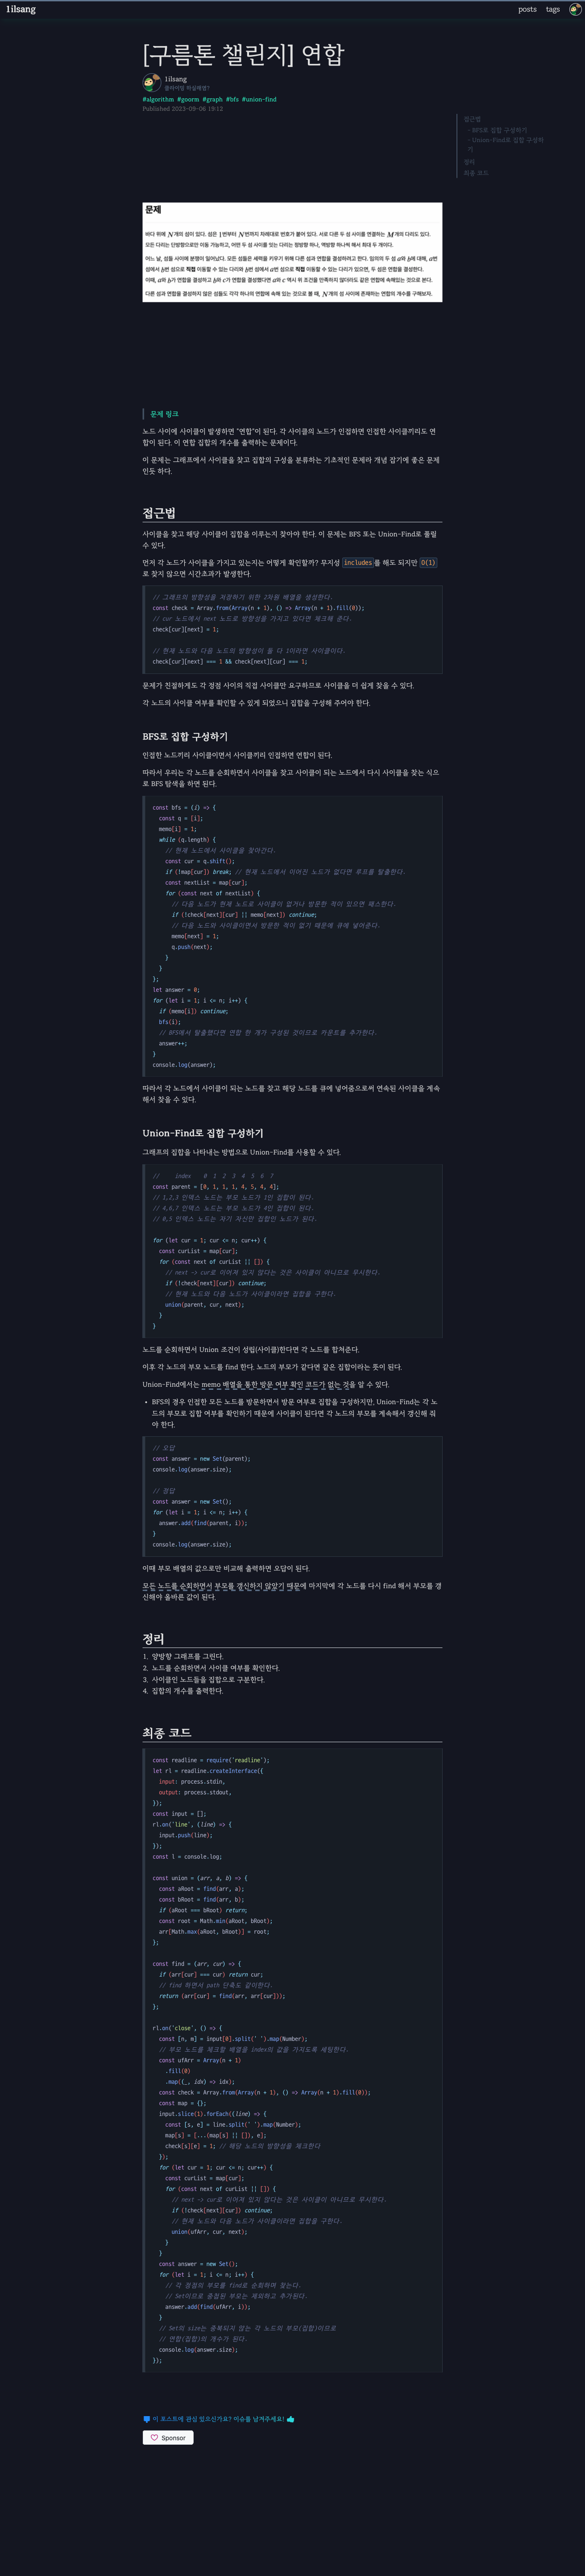 1ilsang
posts
tags
[구름톤 챌린지] 연합
1ilsang
클라이밍 하실래염?
#algorithm #goorm #graph #bfs #union-find
Published 2023-09-06 19:12
접근법
- BFS로 집합 구성하기
- Union-Find로 집합 구성하
기
정리
최종 코드
문제
바다 위에 N개의 섬이 있다. 섬은 1번부터 N번까지 차례대로 번호가 붙어 있다. 서로 다른 두 섬 사이를 연결하는 M개의 다리도 있다.
모든 다리는 단방향으로만 이동 가능하고, 어떤 두 섬 사이를 잇는 다리는 정방향 하나, 역방향 하나씩 해서 최대 두 개이다.
어느 날, 섬들 사이에 분쟁이 일어났다. 모든 섬들은 세력을 키우기 위해 다른 섬과 연합을 결성하려고 한다. 임의의 두 섬 a와 b에 대해, a번
섬에서 b번 섬으로 직접 이동할 수 있는 다리와 b번 섬에서 a번 섬으로 직접 이동할 수 있는 다리가 있으면, 두 섬은 연합을 결성한다.
이때, a와 b가 연합을 결성하고 b와 c가 연합을 결성했다면 a와 c 역시 위 조건을 만족하지 않더라도 같은 연합에 속해있는 것으로 본다.
다른 섬과 연합을 결성하지 않은 섬들도 각각 하나의 연합에 속해 있는 것으로 볼 때, N개의 섬 사이에 존재하는 연합의 개수를 구해보자.
문제 링크
노드 사이에 사이클이 발생하면 "연합"이 된다. 각 사이클의 노드가 인접하면 인접한 사이클끼리도 연
합이 된다. 이 연합 집합의 개수를 출력하는 문제이다.
이 문제는 그래프에서 사이클을 찾고 집합의 구성을 분류하는 기초적인 문제라 개념 잡기에 좋은 문제
인듯 하다.
접근법
사이클을 찾고 해당 사이클이 집합을 이루는지 찾아야 한다. 이 문제는 BFS 또는 Union-Find로 풀릴
수 있다.
먼저 각 노드가 사이클을 가지고 있는지는 어떻게 확인할까? 무지성 includes 를 해도 되지만 O(1)
로 찾지 않으면 시간초과가 발생한다.
// 그래프의 방향성을 저장하기 위한 2차원 배열을 생성한다.
const check = Array.from(Array(n + 1), () => Array(n + 1).fill(0));
// cur 노드에서 next 노드로 방향성을 가지고 있다면 체크해 준다.
check[cur][next] = 1;
// 현재 노드와 다음 노드의 방향성이 둘 다 1이라면 사이클이다.
check[cur][next] === 1 && check[next][cur] === 1;
문제가 친절하게도 각 정점 사이의 직접 사이클만 요구하므로 사이클을 더 쉽게 찾을 수 있다.
각 노드의 사이클 여부를 확인할 수 있게 되었으니 집합을 구성해 주어야 한다.
BFS로 집합 구성하기
인접한 노드끼리 사이클이면서 사이클끼리 인접하면 연합이 된다.
따라서 우리는 각 노드를 순회하면서 사이클을 찾고 사이클이 되는 노드에서 다시 사이클을 찾는 식으
로 BFS 탐색을 하면 된다.
const bfs = (i) => {
const q = [i];
memo[i] = 1;
while (q.length) {
// 현재 노드에서 사이클을 찾아간다.
const cur = q.shift();
if (!map[cur]) break; // 현재 노드에서 이어진 노드가 없다면 루프를 탈출한다.
const nextList = map[cur];
for (const next of nextList) {
// 다음 노드가 현재 노드로 사이클이 없거나 방문한 적이 있으면 패스한다.
if (!check[next][cur] || memo[next]) continue;
// 다음 노드와 사이클이면서 방문한 적이 없기 때문에 큐에 넣어준다.
memo[next] = 1;
q.push(next);
}
}
};
let answer = 0;
for (let i = 1; i <= n; i++) {
if (memo[i]) continue;
bfs(i);
// BFS에서 탈출했다면 연합 한 개가 구성된 것이므로 카운트를 추가한다.
answer++;
}
console.log(answer);
따라서 각 노드에서 사이클이 되는 노드를 찾고 해당 노드를 큐에 넣어줌으로써 연속된 사이클을 계속
해서 찾을 수 있다.
Union-Find로 집합 구성하기
그래프의 집합을 나타내는 방법으로 Union-Find를 사용할 수 있다.
// index 0 1 2 3 4 5 6 7
const parent = [0, 1, 1, 1, 4, 5, 4, 4];
// 1,2,3 인덱스 노드는 부모 노드가 1인 집합이 된다.
// 4,6,7 인덱스 노드는 부모 노드가 4인 집합이 된다.
// 0,5 인덱스 노드는 자기 자신만 집합인 노드가 된다.
for (let cur = 1; cur <= n; cur++) {
const curList = map[cur];
for (const next of curList || []) {
// next -> cur로 이어져 있지 않다는 것은 사이클이 아니므로 무시한다.
if (!check[next][cur]) continue;
// 현재 노드와 다음 노드가 사이클이라면 집합을 구한다.
union(parent, cur, next);
}
}
노드를 순회하면서 Union 조건이 성립(사이클)한다면 각 노드를 합쳐준다.
이후 각 노드의 부모 노드를 find 한다. 노드의 부모가 같다면 같은 집합이라는 뜻이 된다.
Union-Find에서는 memo 배열을 통한 방문 여부 확인 코드가 없는 것을 알 수 있다.
• BFS의 경우 인접한 모든 노드를 방문하면서 방문 여부로 집합을 구성하지만, Union-Find는 각 노
드의 부모로 집합 여부를 확인하기 때문에 사이클이 된다면 각 노드의 부모를 계속해서 갱신해 줘
야 한다.
// 오답
const answer = new Set(parent);
console.log(answer.size);
// 정답
const answer = new Set();
for (let i = 1; i <= n; i++) {
answer.add(find(parent, i));
}
console.log(answer.size);
이때 부모 배열의 값으로만 비교해 출력하면 오답이 된다.
모든 노드를 순회하면서 부모를 갱신하지 않았기 때문에 마지막에 각 노드를 다시 find 해서 부모를 갱
신해야 올바른 값이 된다.
정리
1. 양방향 그래프를 그린다.
2. 노드를 순회하면서 사이클 여부를 확인한다.
3. 사이클인 노드들을 집합으로 구분한다.
4. 집합의 개수를 출력한다.
최종 코드
const readline = require('readline');
let rl = readline.createInterface({
input: process.stdin,
output: process.stdout,
});
const input = [];
rl.on('line', (line) => {
input.push(line);
});
const l = console.log;
const union = (arr, a, b) => {
const aRoot = find(arr, a);
const bRoot = find(arr, b);
if (aRoot === bRoot) return;
const root = Math.min(aRoot, bRoot);
arr[Math.max(aRoot, bRoot)] = root;
};
const find = (arr, cur) => {
if (arr[cur] === cur) return cur;
// find 하면서 path 단축도 같이한다.
return (arr[cur] = find(arr, arr[cur]));
};
rl.on('close', () => {
const [n, m] = input[0].split(' ').map(Number);
// 부모 노드를 체크할 배열을 index의 값을 가지도록 세팅한다.
const ufArr = Array(n + 1)
.fill(0)
.map((_, idx) => idx);
const check = Array.from(Array(n + 1), () => Array(n + 1).fill(0));
const map = {};
input.slice(1).forEach((line) => {
const [s, e] = line.split(' ').map(Number);
map[s] = [...(map[s] || []), e];
check[s][e] = 1; // 해당 노드의 방향성을 체크한다
});
for (let cur = 1; cur <= n; cur++) {
const curList = map[cur];
for (const next of curList || []) {
// next -> cur로 이어져 있지 않다는 것은 사이클이 아니므로 무시한다.
if (!check[next][cur]) continue;
// 현재 노드와 다음 노드가 사이클이라면 집합을 구한다.
union(ufArr, cur, next);
}
}
const answer = new Set();
for (let i = 1; i <= n; i++) {
// 각 정점의 부모를 find로 순회하며 찾는다.
// Set이므로 중첩된 부모는 제외하고 추가된다.
answer.add(find(ufArr, i));
}
// Set의 size는 중복되지 않는 각 노드의 부모(집합)이므로
// 연합(집합)의 개수가 된다.
console.log(answer.size);
});
이 포스트에 관심 있으신가요? 이슈를 남겨주세요!
Sponsor